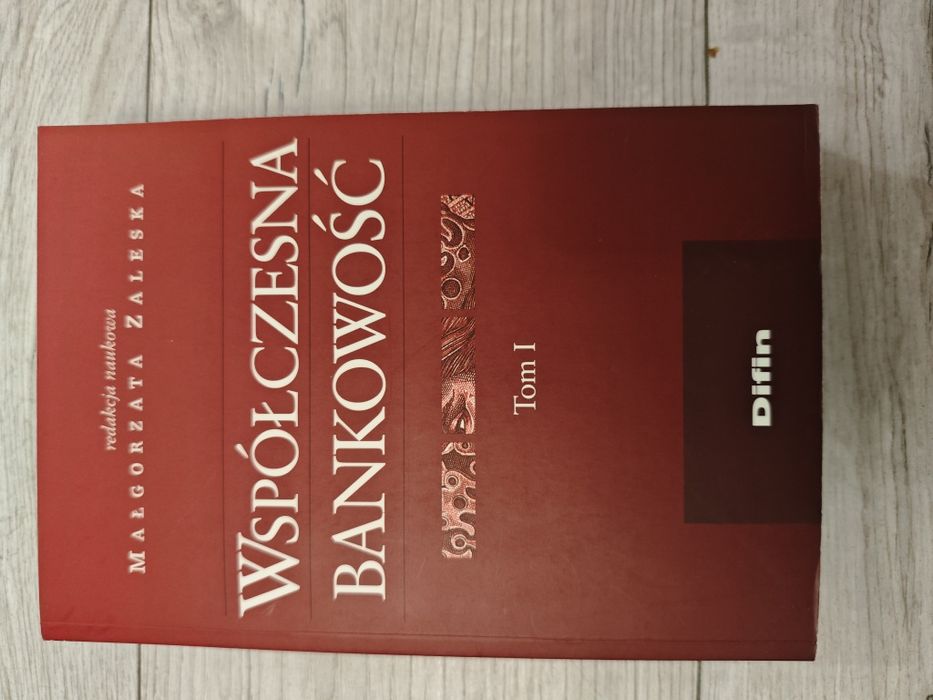 redakcja naukowa
MAŁGORZATA ZALESKA
WSPÓŁCZESNA
BANKOWOŚĆ
Tom I
Difin